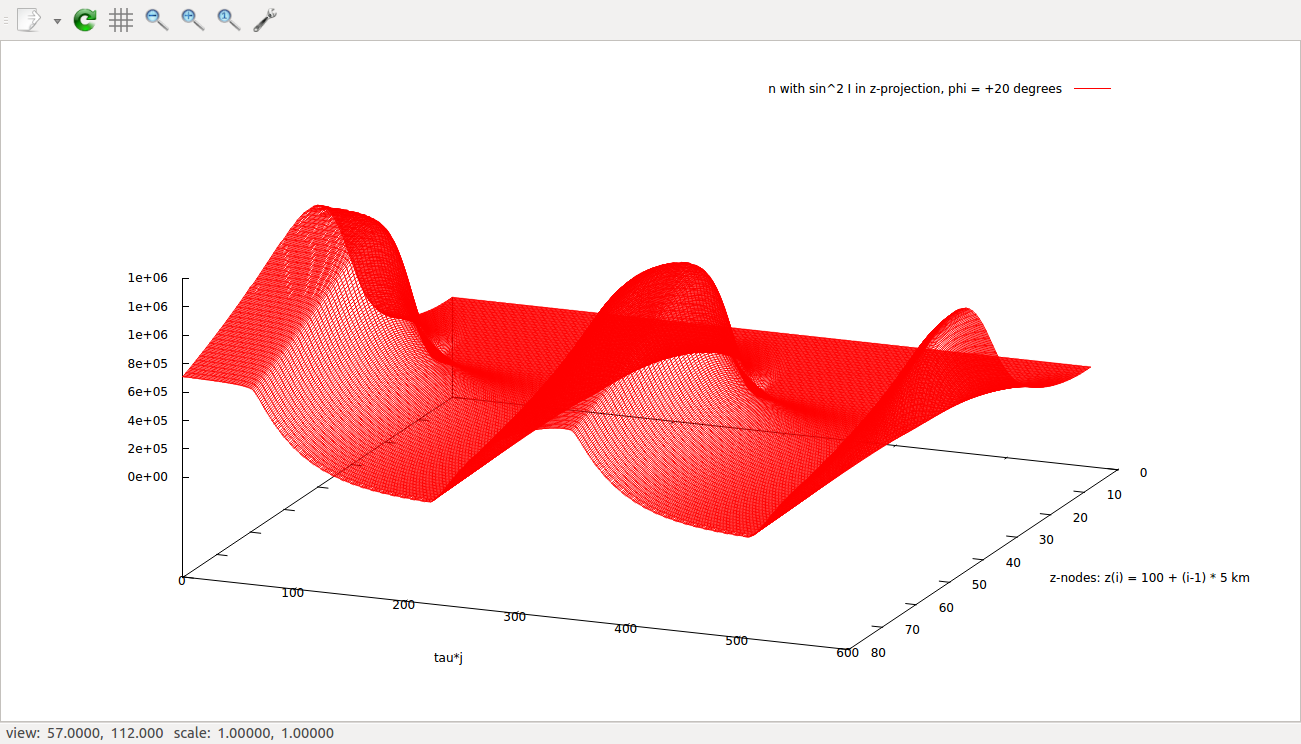 n with sin^2 I in z-projection, phi = +20 degrees
1e+06
1e+06
1e+06
8e+05
6e+05
4e+05
2e+05
0e+00
0
100
200
300
400
500
600
tau*j
0
10
20
30
40
50
60
70
80
z-nodes: z(i) = 100 + (i-1) * 5 km
view: 57.0000, 112.000 scale: 1.00000, 1.00000